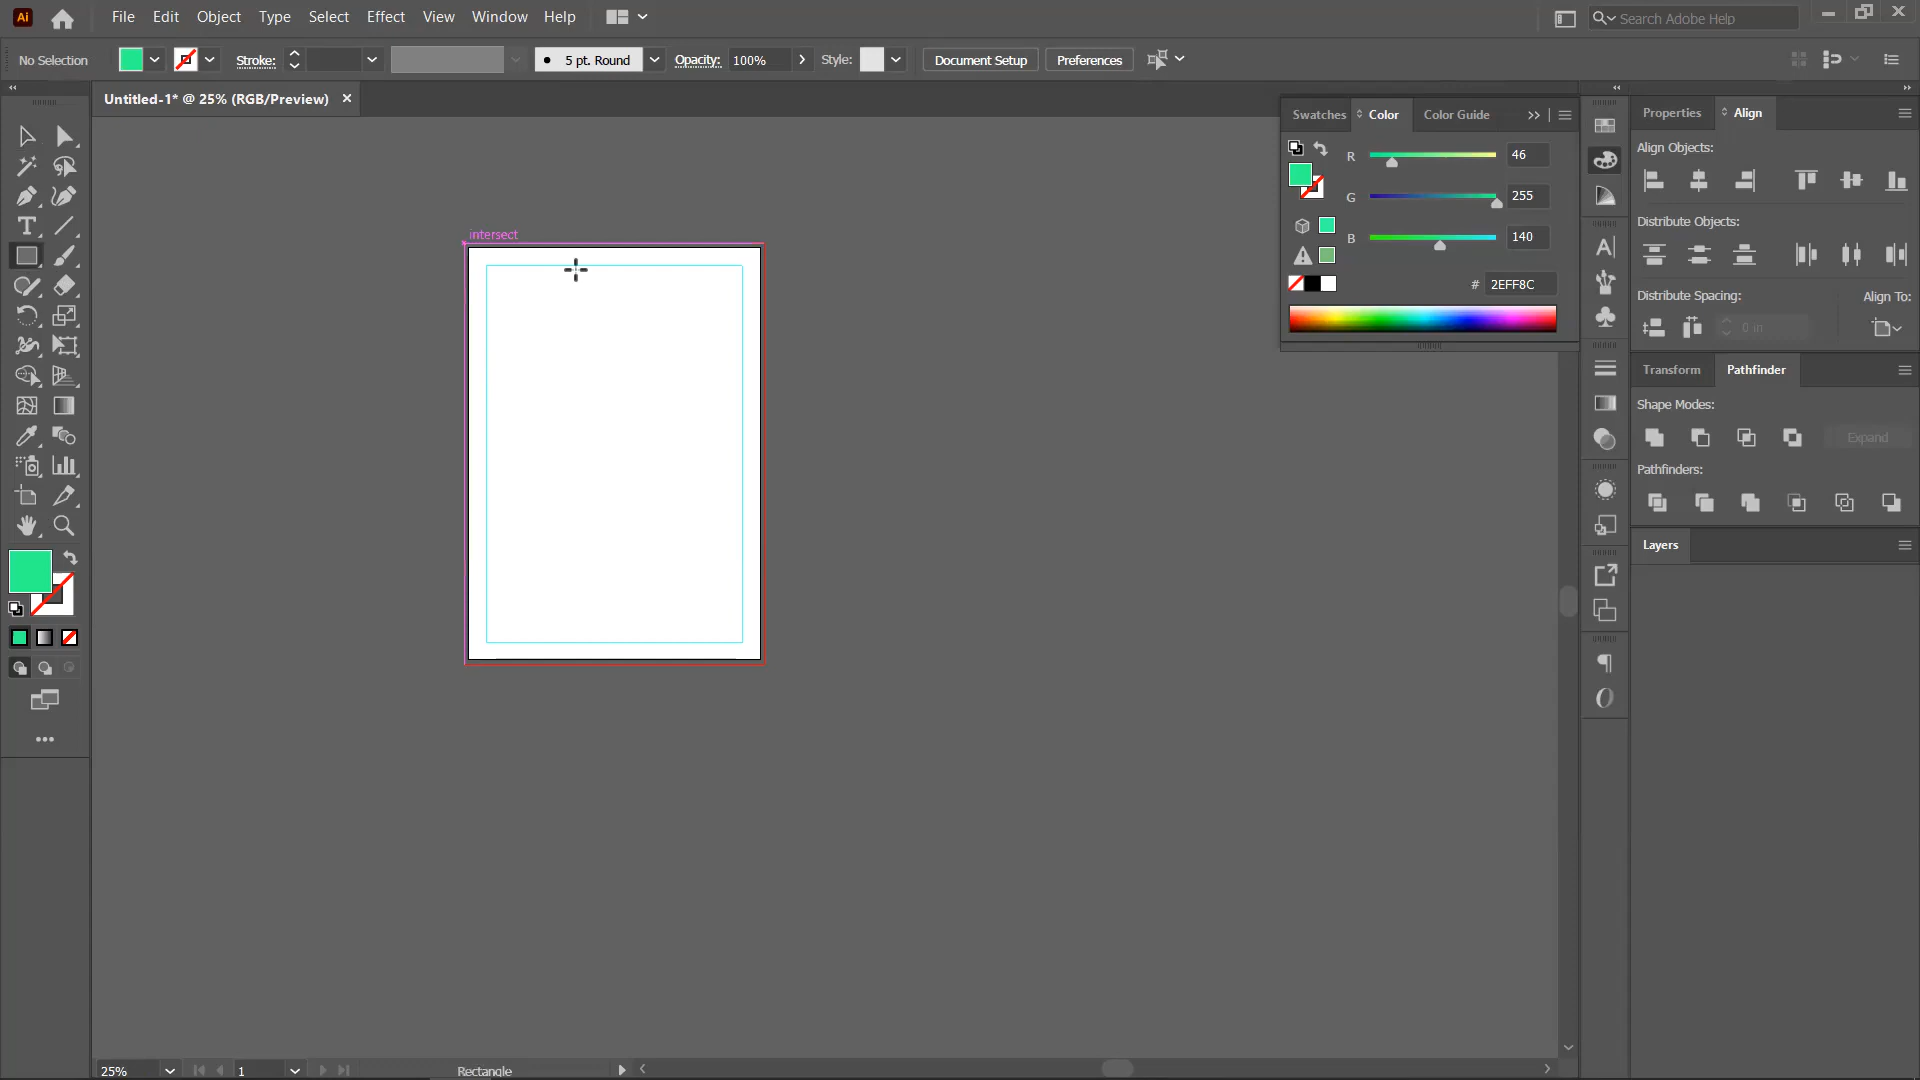 Ai File Edit Object Type Select Effect View Window Help Search Adobe Help
No Selection Stroke: 5 pt. Round Opacity: 100% Style: Document Setup Preferences
Untitled-1* @ 25% (RGB/Preview)
Swatches Color Color Guide
Properties Align
R 46
G 255
B 140
# 2EFF8C
Align Objects:
Distribute Objects:
Distribute Spacing: Align To:
0 in
Transform Pathfinder
Shape Modes:
Expand
Pathfinders:
Layers
intersect
25% 1 Rectangle